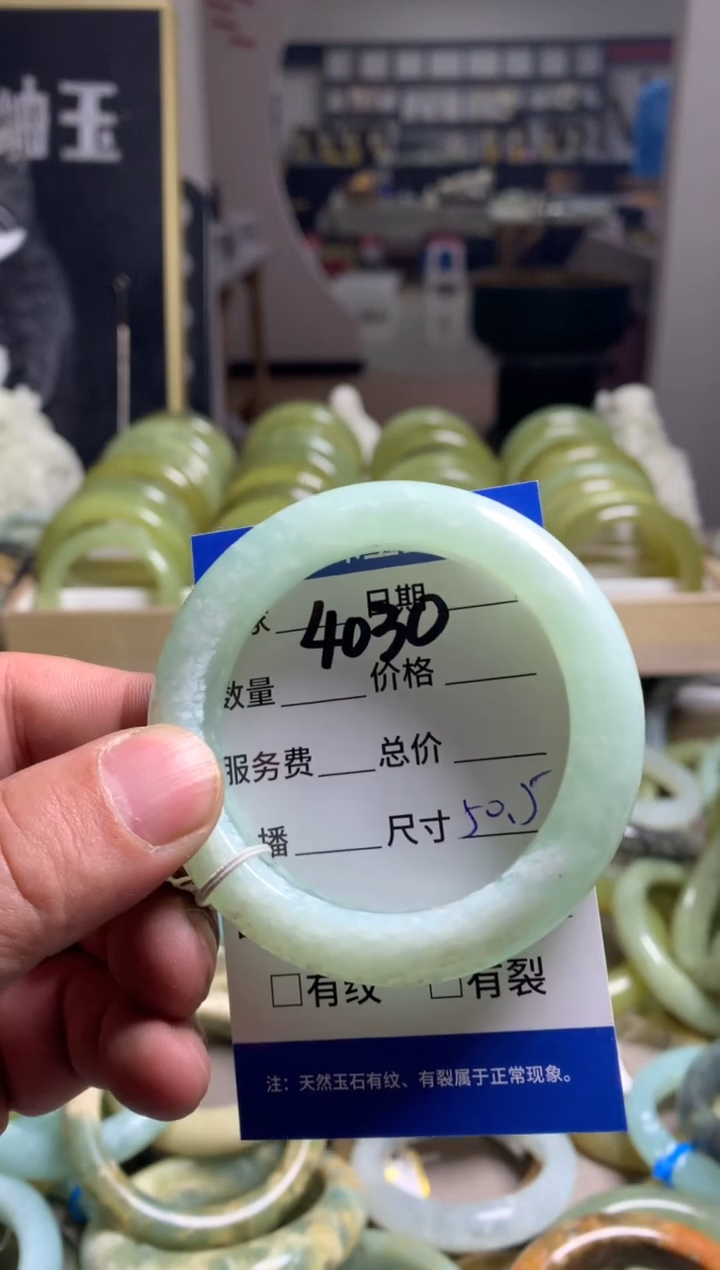 岫玉
家 日期
4030
数量 价格
服务费 总价
播 尺寸 50.5
□有纹 □有裂
注：天然玉石有纹、有裂属于正常现象。